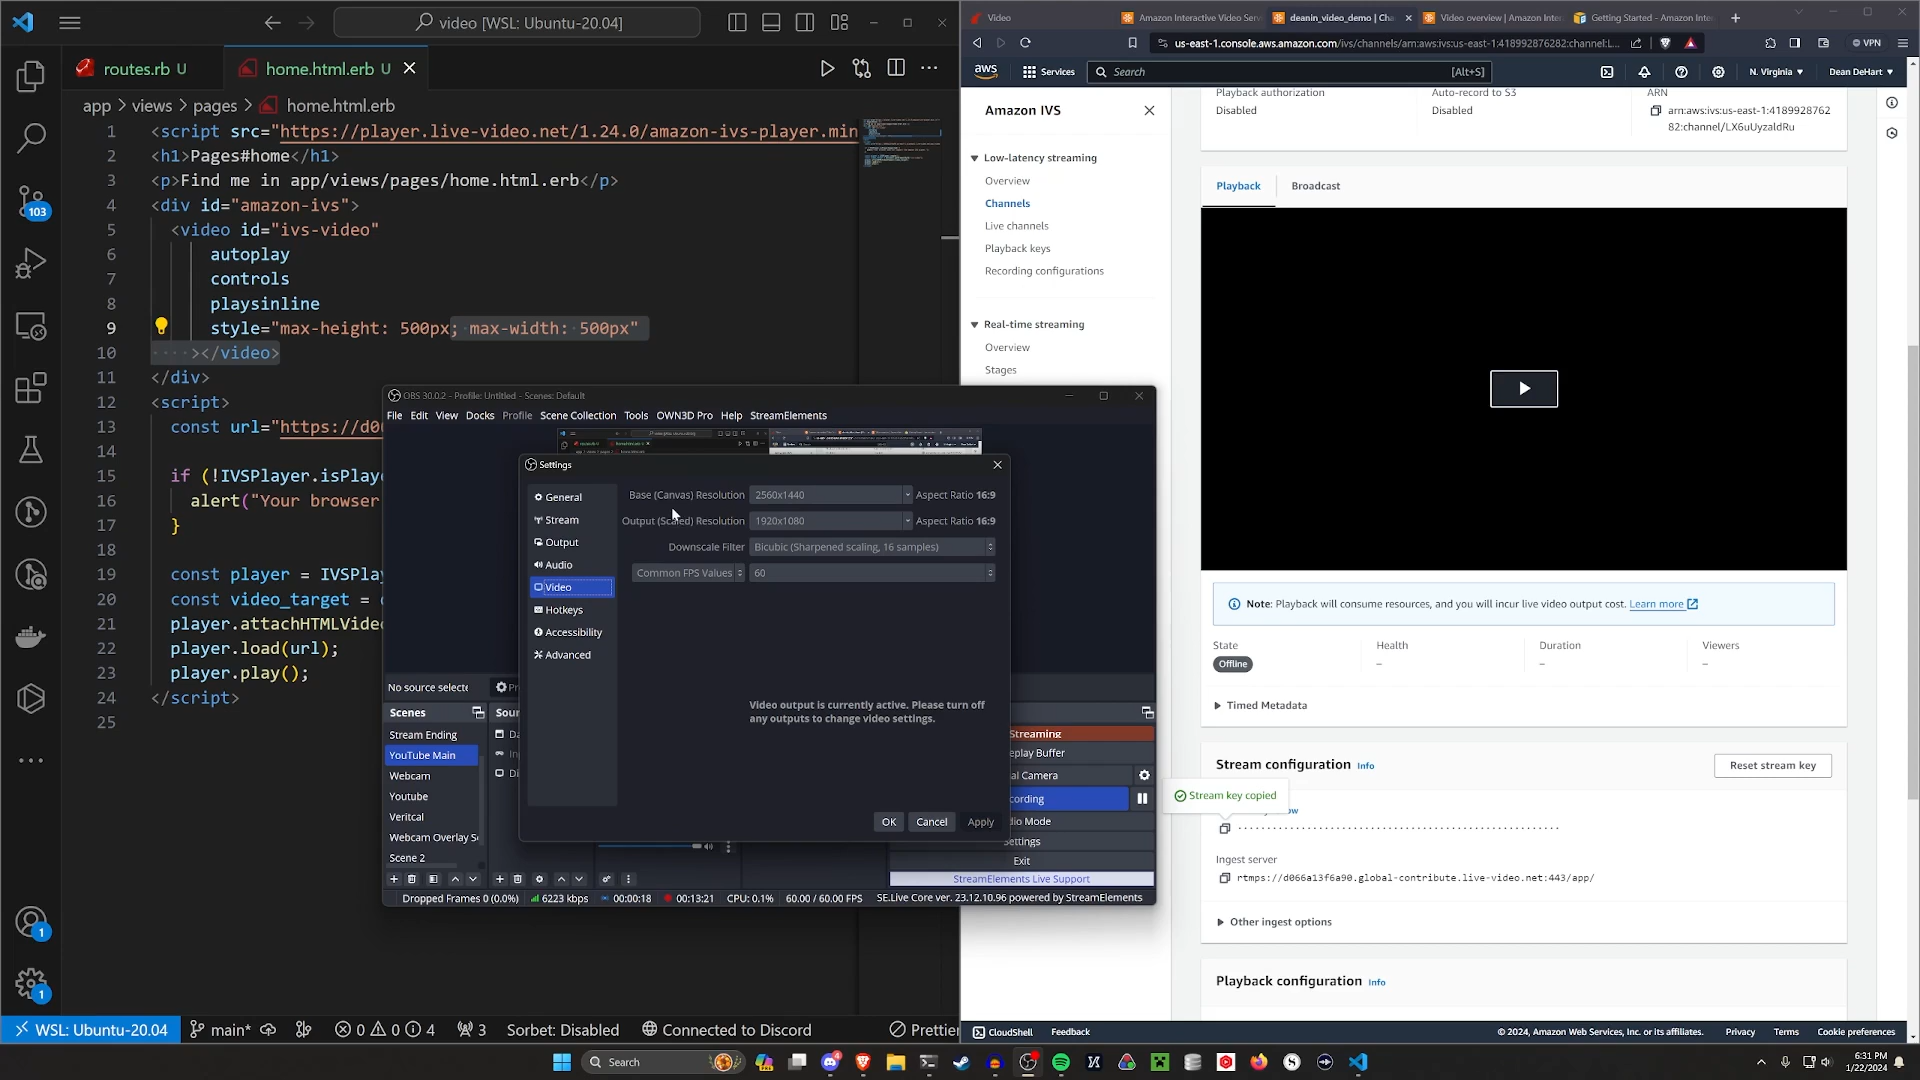 video [WSL: Ubuntu-20.04]
routes.rb U
home.html.erb U
app > views > pages > home.html.erb
1 <script src="https://player.live-video.net/1.24.0/amazon-ivs-player.min
2 <h1>Pages#home</h1>
3 <p>Find me in app/views/pages/home.html.erb</p>
4 <div id="amazon-ivs">
5 <video id="ivs-video"
6 autoplay
7 controls
8 playsinline
9 style="max-height: 500px; max-width: 500px"
10 ></video>
11 </div>
12 <script>
13 const url="https://d0
14
15 if (!IVSPlayer.isPlay
16 alert("Your browser
17 }
18
19 const player = IVSPla
20 const video_target =
21 player.attachHTMLVide
22 player.load(url);
23 player.play();
24 </script>
25
103
1
1
WSL: Ubuntu-20.04
main*
0 0 4
3
Sorbet: Disabled
Connected to Discord
Prettier
OBS 30.0.2 - Profile: Untitled - Scenes: Default
File Edit View Docks Profile Scene Collection Tools OWN3D Pro Help StreamElements
Settings
General
Stream
Output
Audio
Video
Hotkeys
Accessibility
Advanced
Base (Canvas) Resolution 2560x1440 Aspect Ratio 16:9
Output (Scaled) Resolution 1920x1080 Aspect Ratio 16:9
Downscale Filter Bicubic (Sharpened scaling, 16 samples)
Common FPS Values 60
Video output is currently active. Please turn off
any outputs to change video settings.
OK Cancel Apply
No source selecte
Scenes
Stream Ending
YouTube Main
Webcam
Youtube
Veritcal
Webcam Overlay S
Scene 2
Sour
Streaming
eplay Buffer
al Camera
cording
dio Mode
Settings
Exit
StreamElements Live Support
Dropped Frames 0 (0.0%) 6223 kbps 00:00:18 00:13:21 CPU: 0.1% 60.00 / 60.00 FPS SE.Live Core ver. 23.12.10.96 powered by StreamElements
Video
Amazon Interactive Video Serv
deanin_video_demo | Ch
Video overview | Amazon Inte
Getting Started - Amazon Inte
us-east-1.console.aws.amazon.com/ivs/channels/arn:aws:ivs:us-east-1:418992876282:channel:L...
VPN
aws
Services
Search
[Alt+S]
N. Virginia
Dean DeHart
Amazon IVS
Low-latency streaming
Overview
Channels
Live channels
Playback keys
Recording configurations
Real-time streaming
Overview
Stages
Playback authorization
Disabled
Auto-record to S3
Disabled
ARN
arn:aws:ivs:us-east-1:4189928762
82:channel/LX6uUyzaldRu
Playback
Broadcast
Note: Playback will consume resources, and you will incur live video output cost. Learn more
State
Offline
Health
–
Duration
–
Viewers
–
Timed Metadata
Stream configuration Info
Reset stream key
Stream key copied
Ingest server
rtmps://d066a13f6a90.global-contribute.live-video.net:443/app/
Other ingest options
Playback configuration Info
CloudShell
Feedback
© 2024, Amazon Web Services, Inc. or its affiliates.
Privacy
Terms
Cookie preferences
Search
6:31 PM
1/22/2024